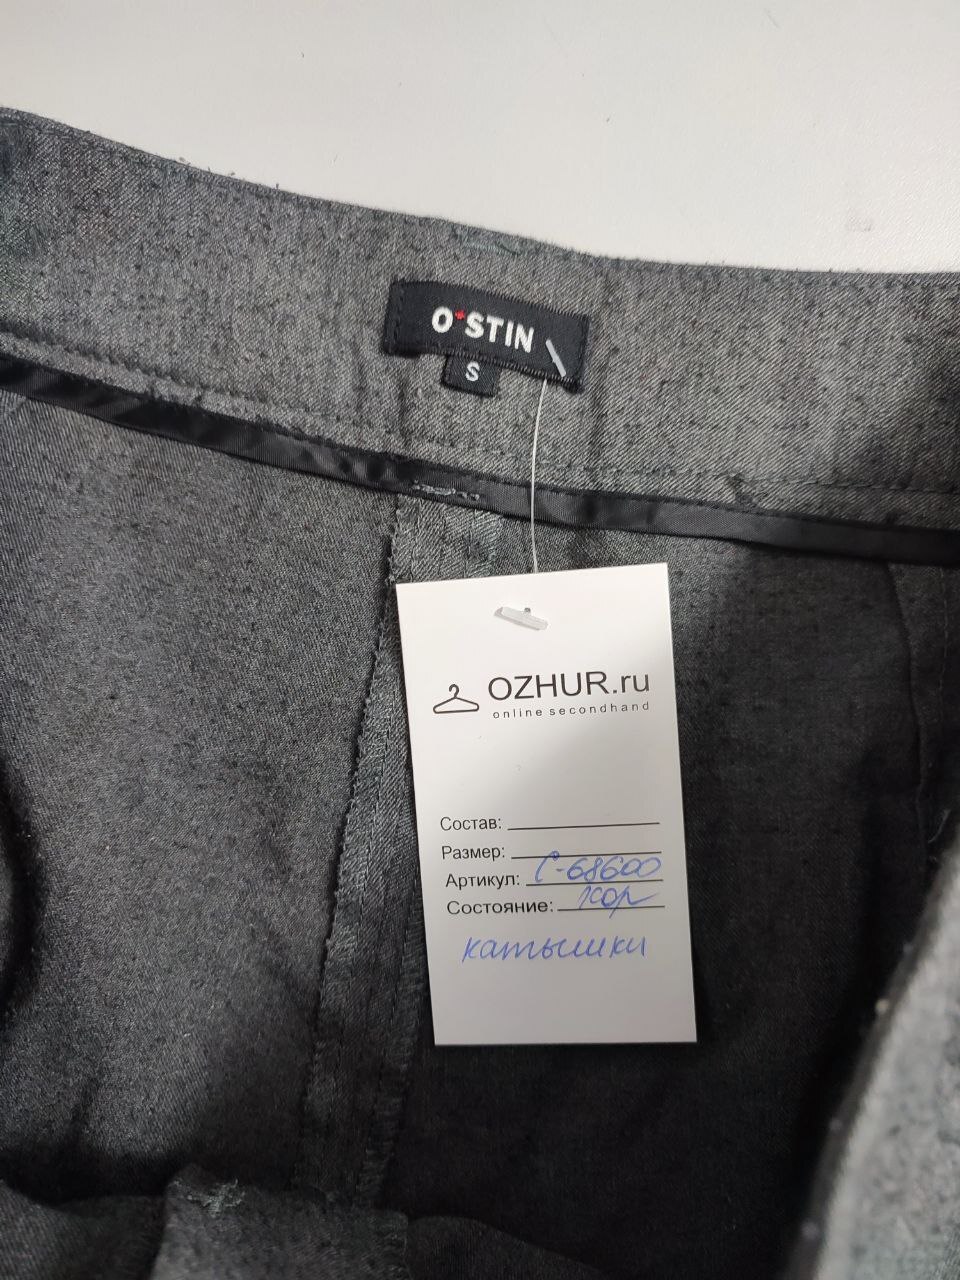 O*STIN
S
OZHUR.ru
online secondhand
Состав:
Размер:
Артикул: С-68600
Состояние: хор
катышки